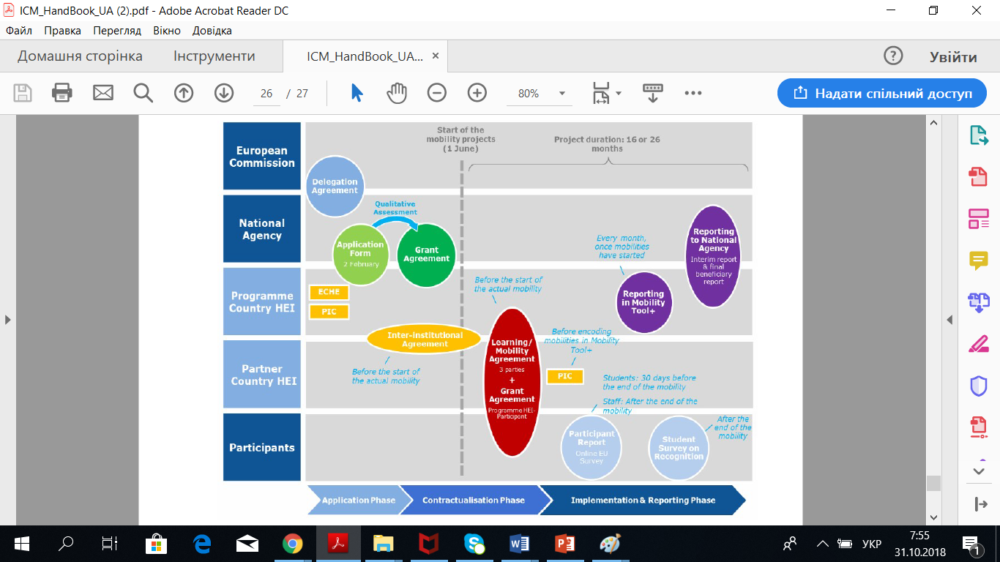 ICM_HandBook_UA (2).pdf - Adobe Acrobat Reader DC
Файл Правка Перегляд Вікно Довідка
Домашня сторінка Інструменти ICM_HandBook_UA... × Увійти
26 / 27 80% Надати спільний доступ
European
Commission
Start of the
mobility projects
(1 June)
Project duration: 16 or 26
months
Delegation
Agreement
National
Agency
Qualitative
Assessment
Application
Form
2 February
Grant
Agreement
Every month,
once mobilities
have started
Reporting
to National
Agency
Interim report
& final
beneficiary
report
Programme
Country HEI
ECHE
PIC
Before the start of
the actual mobility
Reporting
in Mobility
Tool+
Inter-institutional
Agreement
Before the start of
the actual mobility
Learning/
Mobility
Agreement
3 parties
+
Grant
Agreement
Programme HEI-
Participant
Before encoding
mobilities in Mobility
Tool+
Partner
Country HEI
PIC
Students: 30 days before
the end of the mobility
Staff: After the end of the
mobility
Participants
Participant
Report
Online EU
Survey
Student
Survey on
Recognition
After the
end of the
mobility
Application Phase
Contractualisation Phase
Implementation & Reporting Phase
УКР
7:55
31.10.2018
1